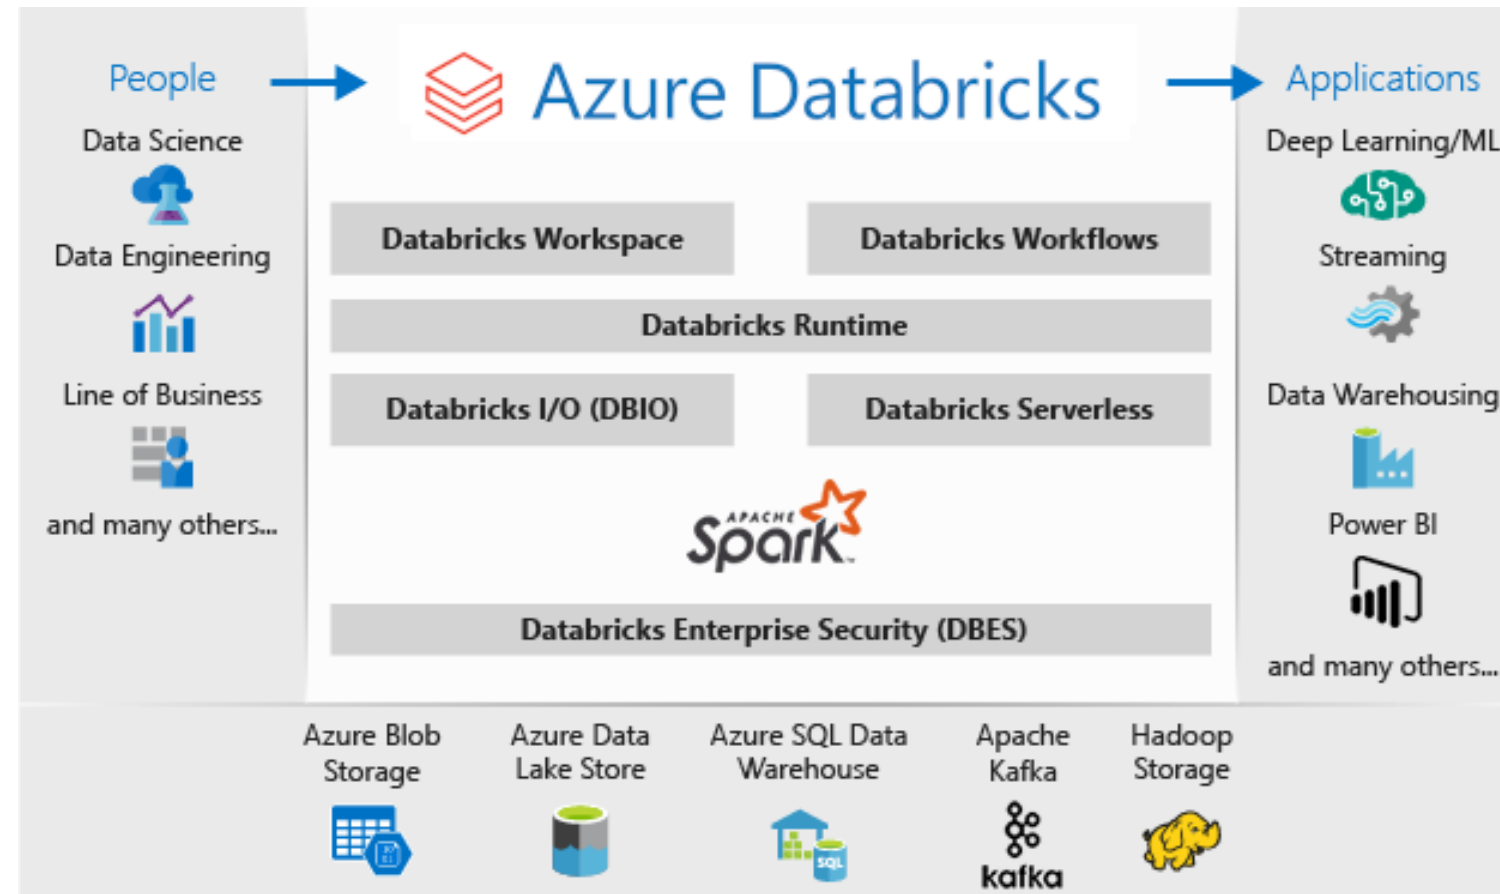 People
Azure Databricks
Applications
Data Science
Data Engineering
Line of Business
and many others...
Databricks Workspace
Databricks Workflows
Databricks Runtime
Databricks I/O (DBIO)
Databricks Serverless
APACHE
Spark™
Databricks Enterprise Security (DBES)
Deep Learning/ML
Streaming
Data Warehousing
Power BI
and many others...
Azure Blob
Storage
Azure Data
Lake Store
Azure SQL Data
Warehouse
SQL
Apache
Kafka
kafka
Hadoop
Storage